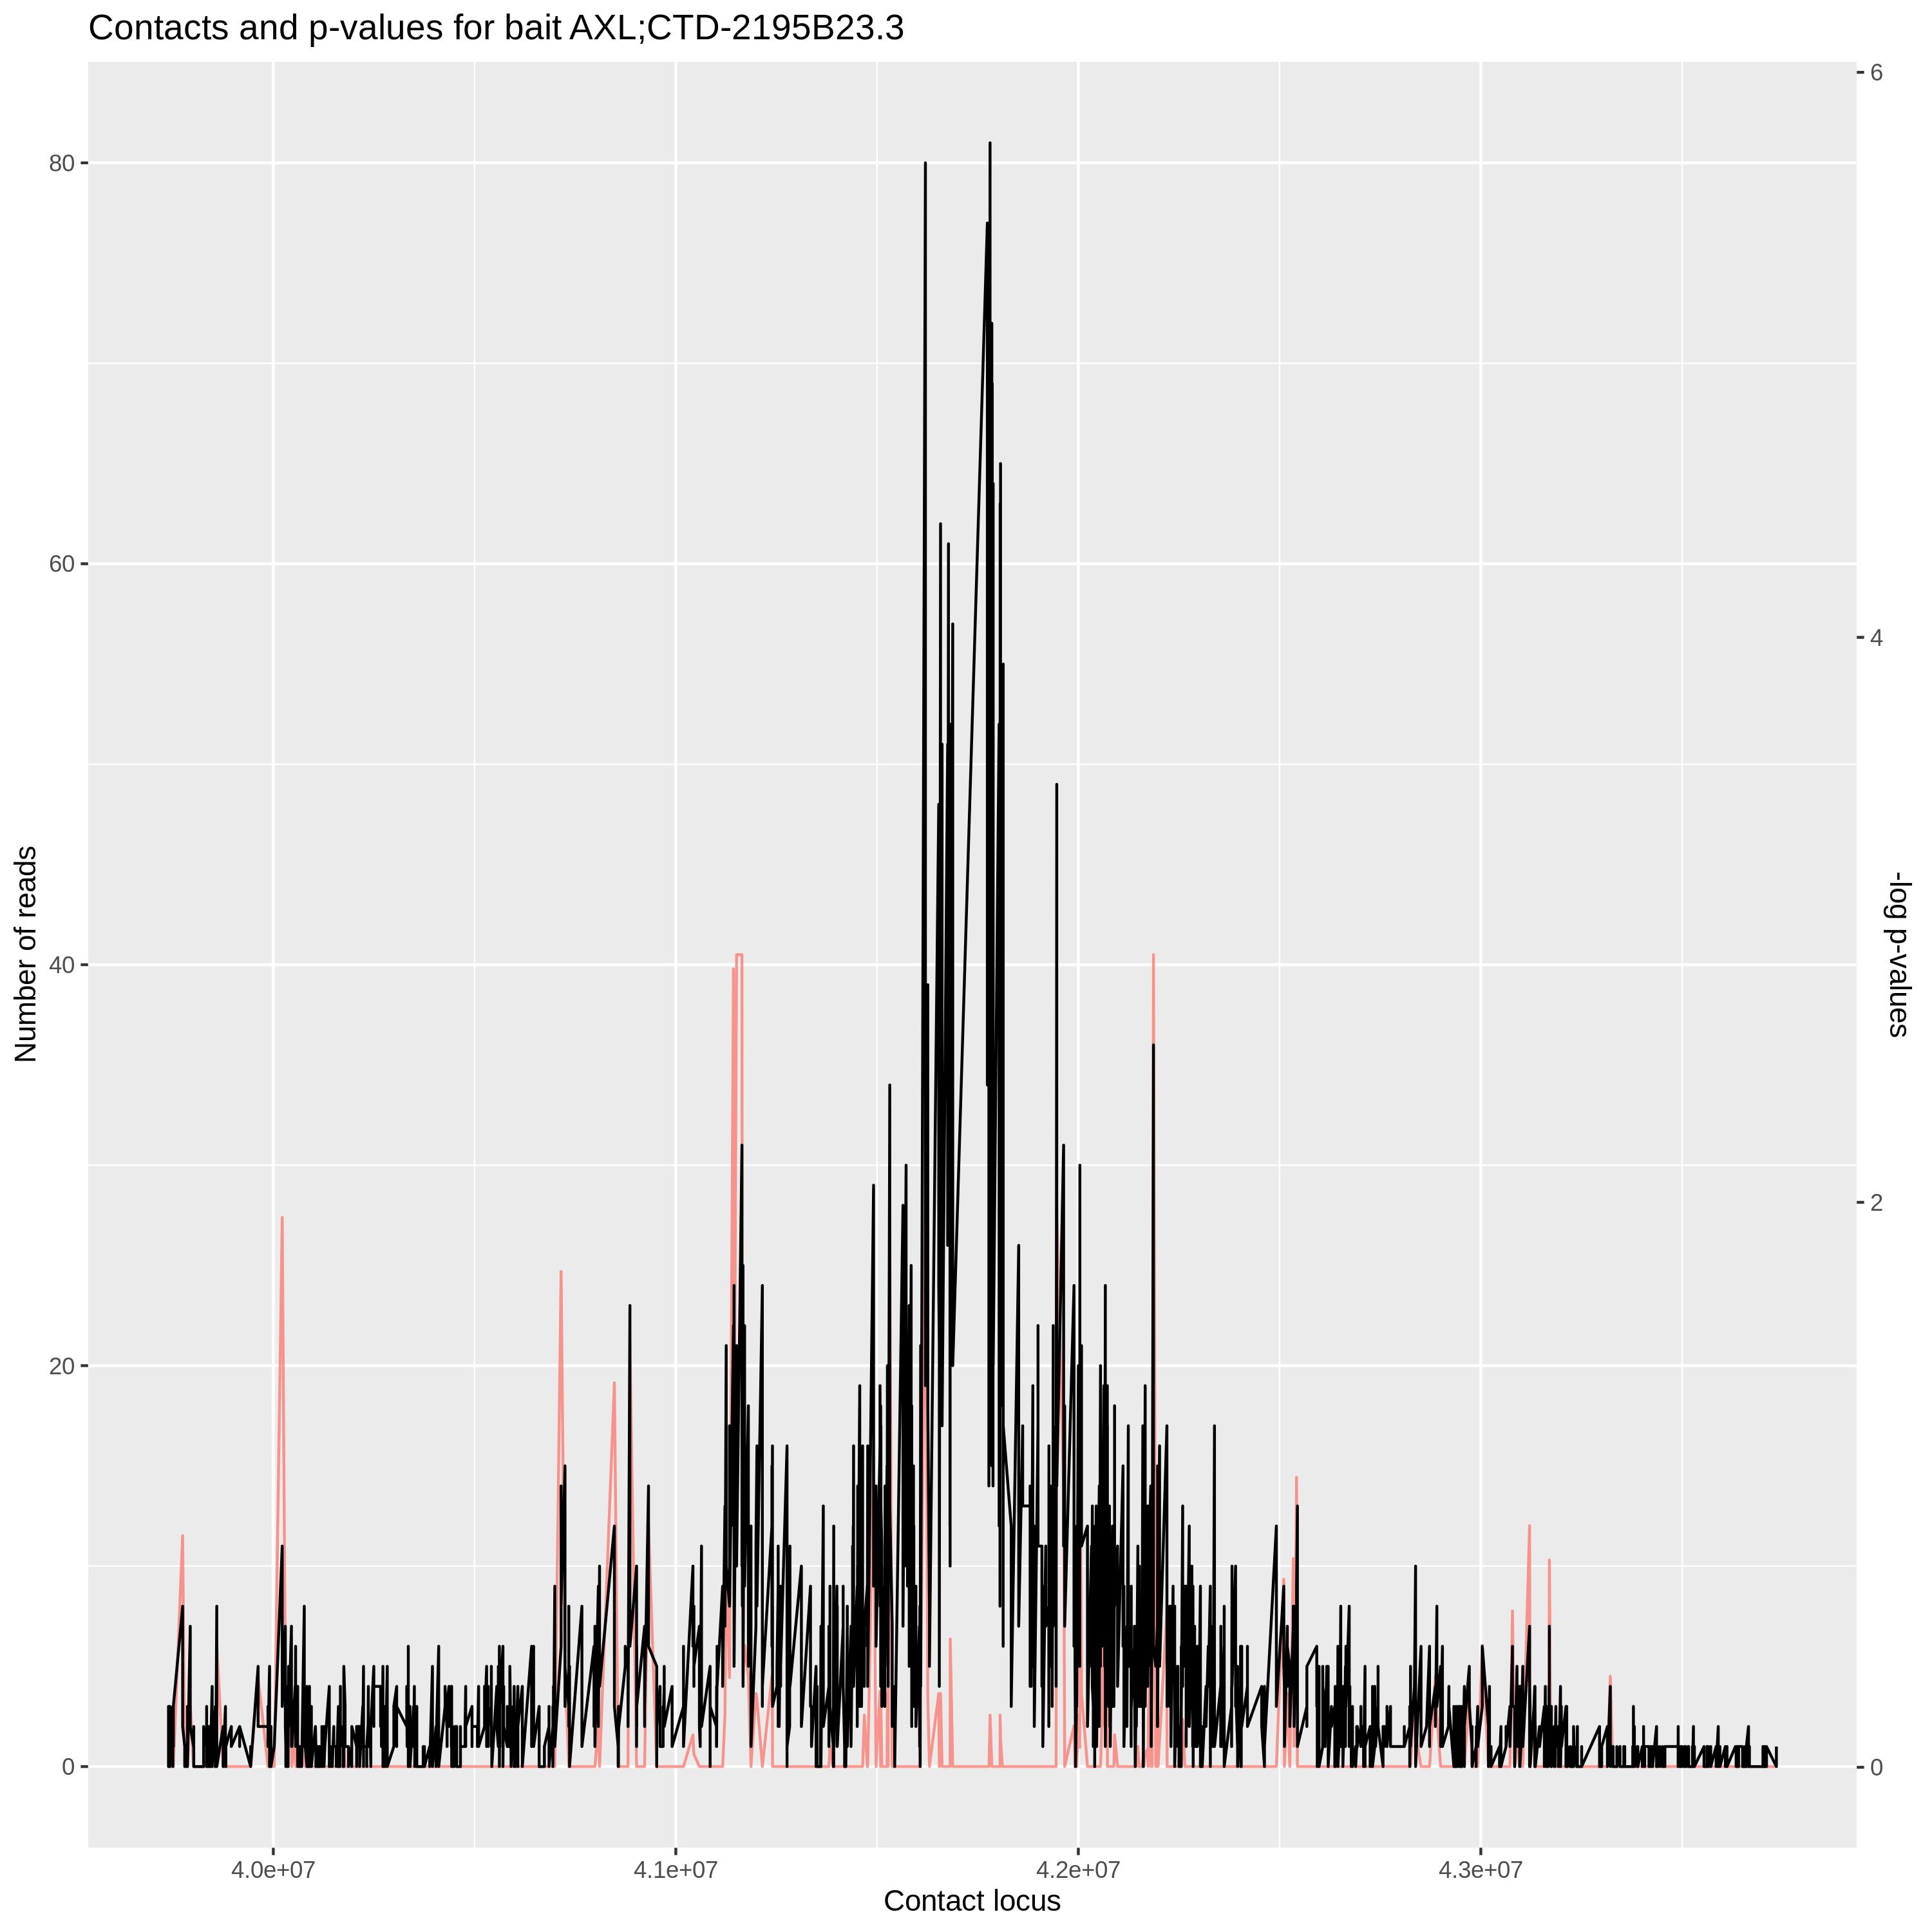 Contacts and p-values for bait AXL;CTD-2195B23.3
Number of reads
80
60
40
20
0
6
4
2
0
-log p-values
4.0e+07
4.1e+07
4.2e+07
4.3e+07
Contact locus